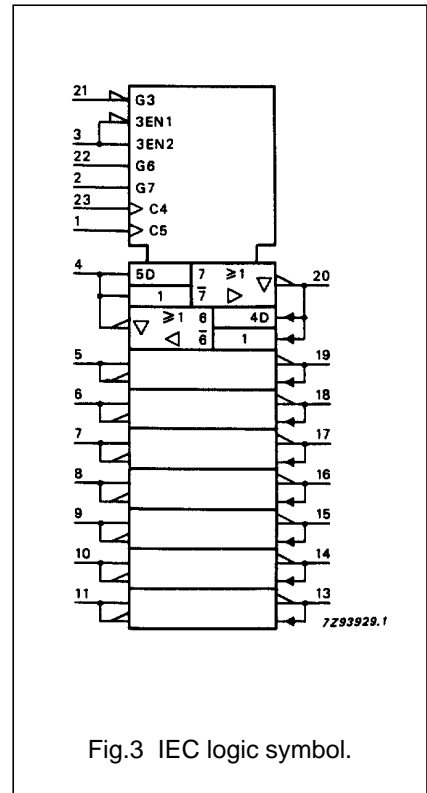 21 G3
3EN1
3 3EN2
22 G6
2 G7
23 C4
1 C5
4 5D 7 ≥1 ▽ 20
1 7̅ ▷
▽ ≥1 6 4D
◁ 6̅ 1
5 19
6 18
7 17
8 16
9 15
10 14
11 13
7Z93929.1
Fig.3 IEC logic symbol.